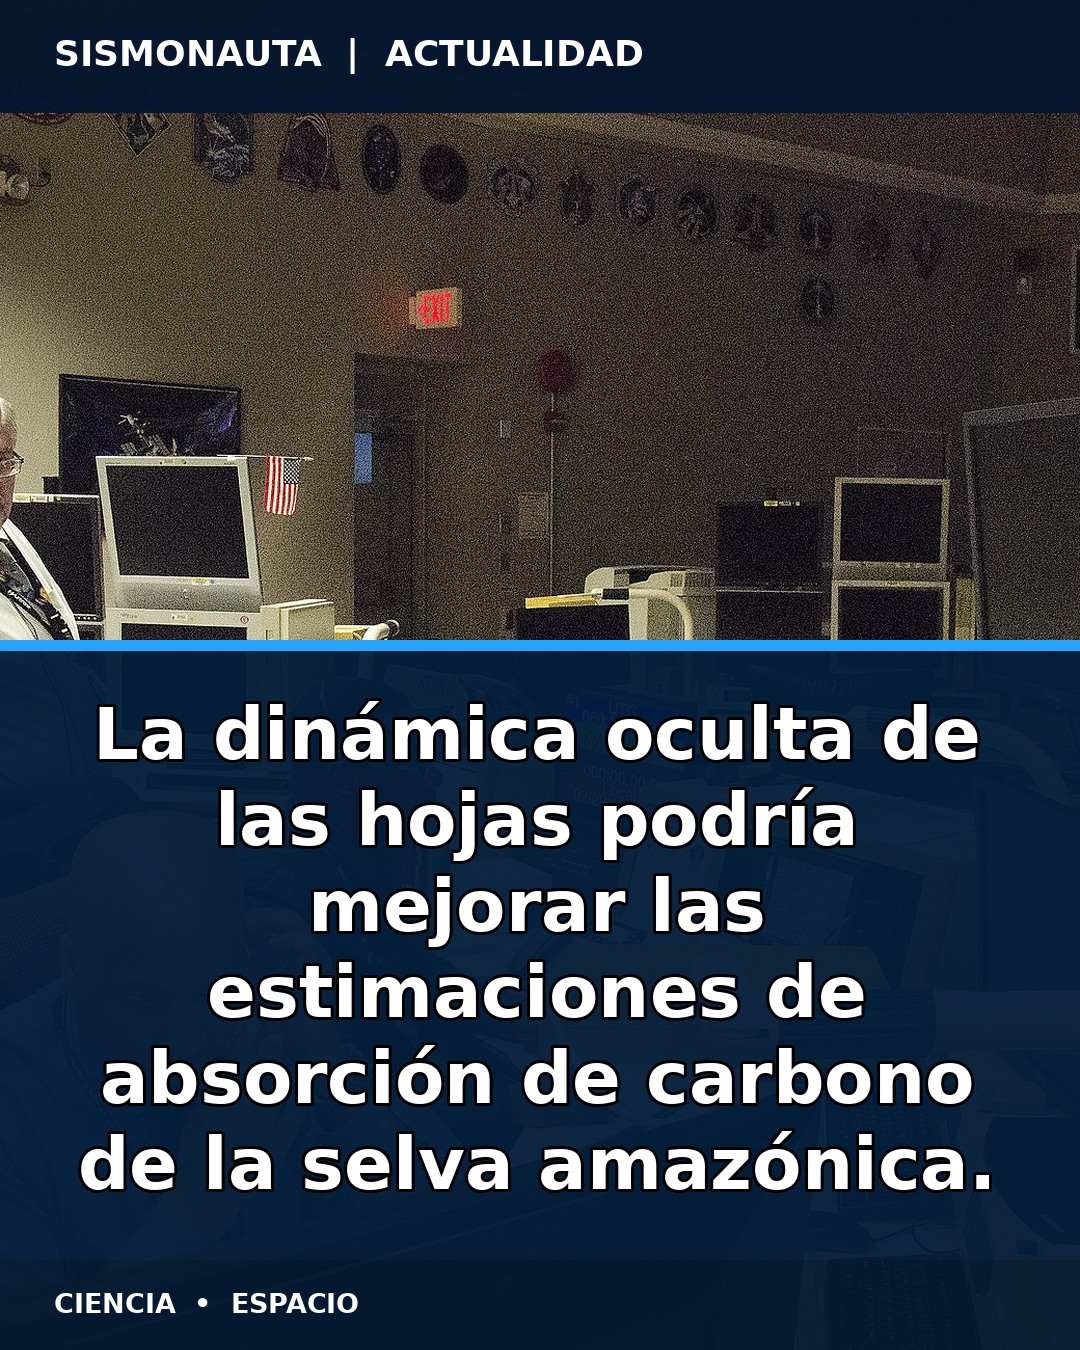 SISMONAUTA | ACTUALIDAD
EXIT
La dinámica oculta de
las hojas podría
mejorar las
estimaciones de
absorción de carbono
de la selva amazónica.
CIENCIA • ESPACIO